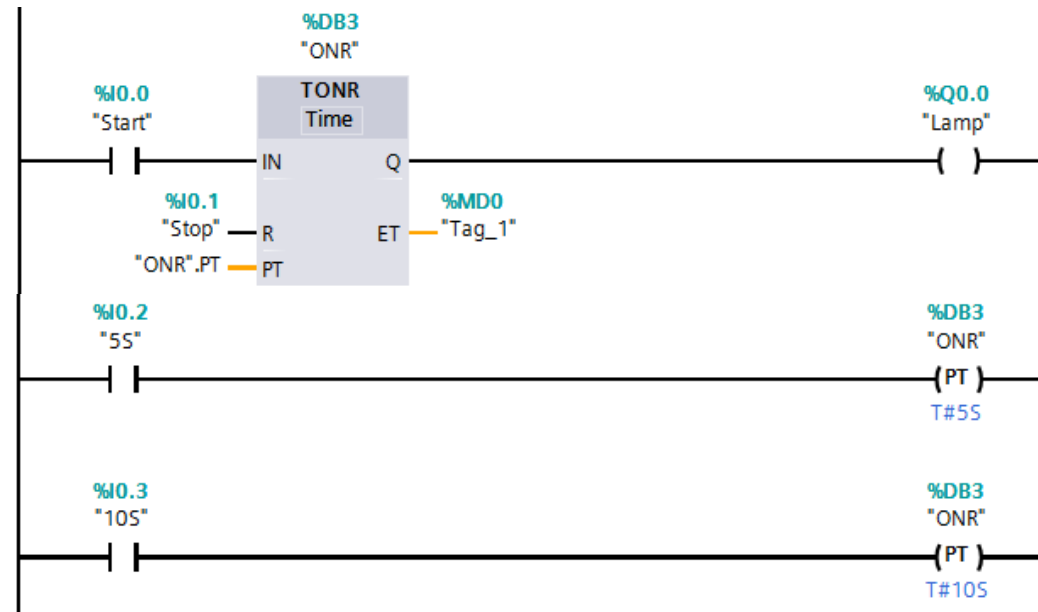 %DB3
"ONR"
%I0.0
"Start"
TONR
Time
%Q0.0
"Lamp"
IN
Q
%I0.1
"Stop"
R
ET
%MD0
"Tag_1"
"ONR".PT
PT
%I0.2
"5S"
%DB3
"ONR"
PT
T#5S
%I0.3
"10S"
%DB3
"ONR"
PT
T#10S